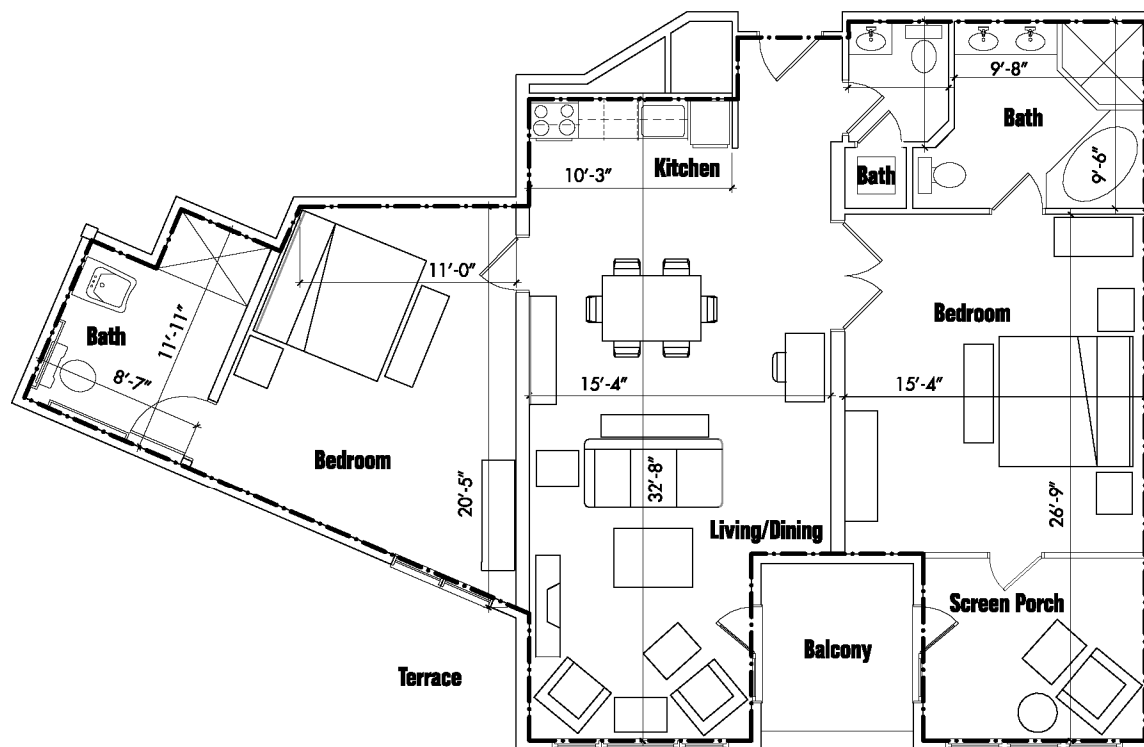 9'-8"
Bath
Kitchen
10'-3"
Bath
9'-6"
11'-0"
Bath
11'-11"
8'-7"
Bedroom
15'-4"
15'-4"
Bedroom
20'-5"
32'-8"
26'-9"
Living/Dining
Screen Porch
Balcony
Terrace